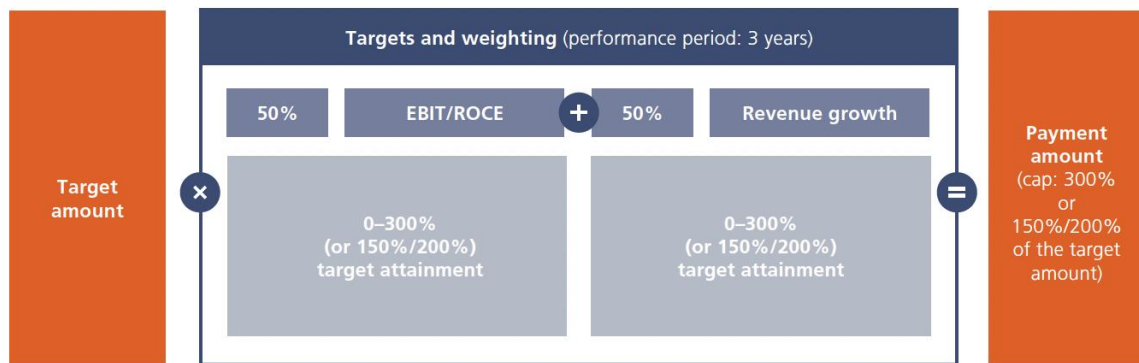 Targets and weighting (performance period: 3 years)
50%
EBIT/ROCE
+
50%
Revenue growth
Target
amount
×
0–300%
(or 150%/200%)
target attainment
0–300%
(or 150%/200%)
target attainment
=
Payment
amount
(cap: 300%
or
150%/200%
of the target
amount)